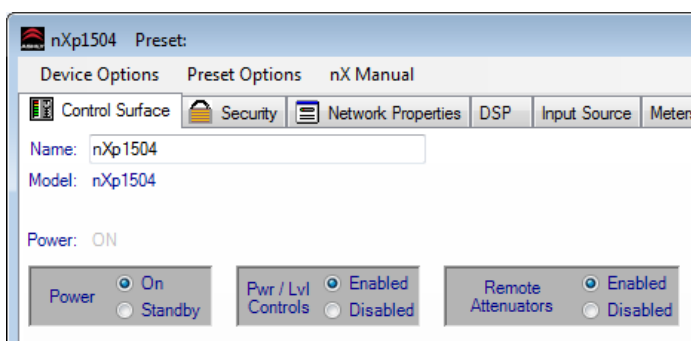 nXp1504 Preset:
Device Options Preset Options nX Manual
Control Surface Security Network Properties DSP Input Source
Name: nXp1504
Model: nXp1504
Power: ON
Power On Standby
Pwr / Lvl Controls Enabled Disabled
Remote Attenuators Enabled Disabled